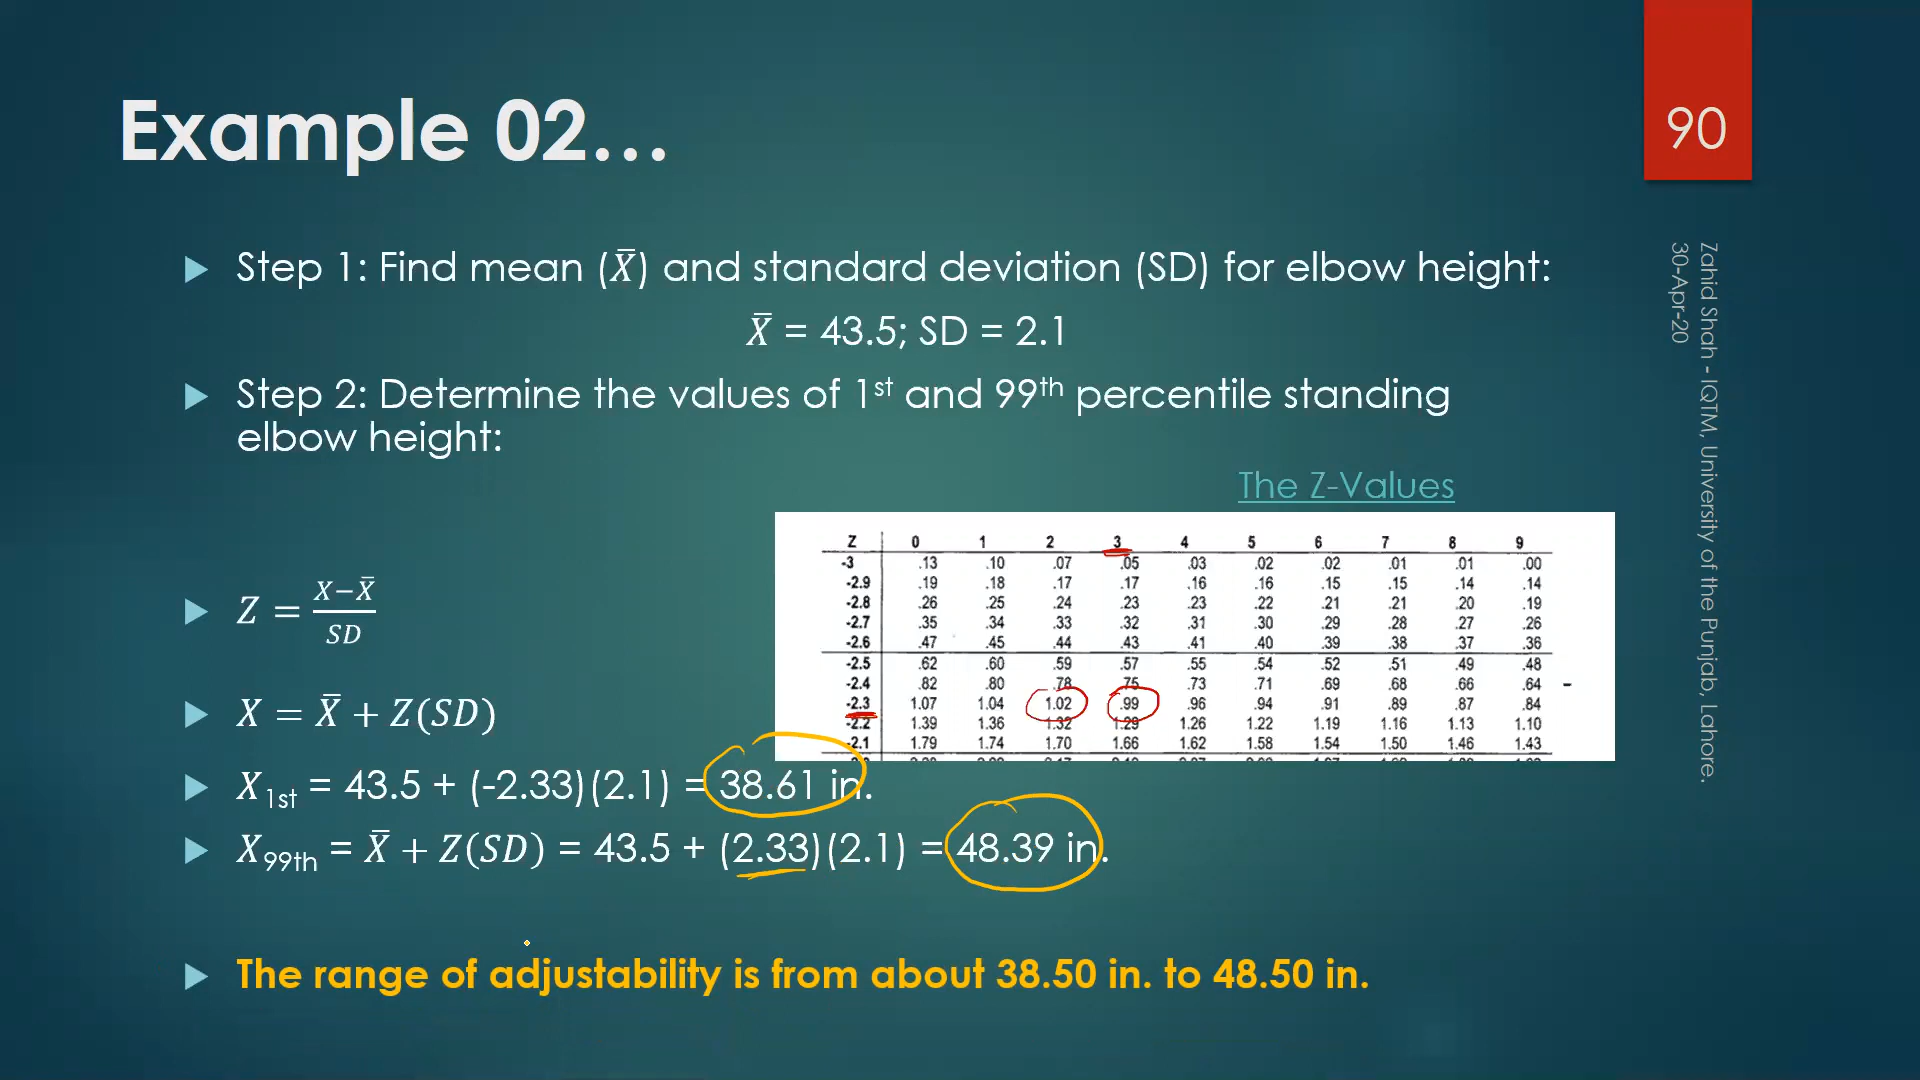 Example 02...
90
Step 1: Find mean (X̄) and standard deviation (SD) for elbow height:
X̄ = 43.5; SD = 2.1
Step 2: Determine the values of 1st and 99th percentile standing
elbow height:
The Z-Values
Z 0 1 2 3 4 5 6 7 8 9
-3 .13 .10 .07 .05 .03 .02 .02 .01 .01 .00
-2.9 .19 .18 .17 .17 .16 .16 .15 .15 .14 .14
-2.8 .26 .25 .24 .23 .23 .22 .21 .21 .20 .19
-2.7 .35 .34 .33 .32 .31 .30 .29 .28 .27 .26
-2.6 .47 .45 .44 .43 .41 .40 .39 .38 .37 .36
-2.5 .62 .60 .59 .57 .55 .54 .52 .51 .49 .48
-2.4 .82 .80 .78 .75 .73 .71 .69 .68 .66 .64
-2.3 1.07 1.04 1.02 .99 .96 .94 .91 .89 .87 .84
-2.2 1.39 1.36 1.32 1.29 1.26 1.22 1.19 1.16 1.13 1.10
-2.1 1.79 1.74 1.70 1.66 1.62 1.58 1.54 1.50 1.46 1.43
Z = (X−X̄)/SD
X = X̄ + Z(SD)
X1st = 43.5 + (-2.33)(2.1) = 38.61 in.
X99th = X̄ + Z(SD) = 43.5 + (2.33)(2.1) = 48.39 in.
The range of adjustability is from about 38.50 in. to 48.50 in.
Zahid Shah - IQTM, University of the Punjab, Lahore.
30-Apr-20